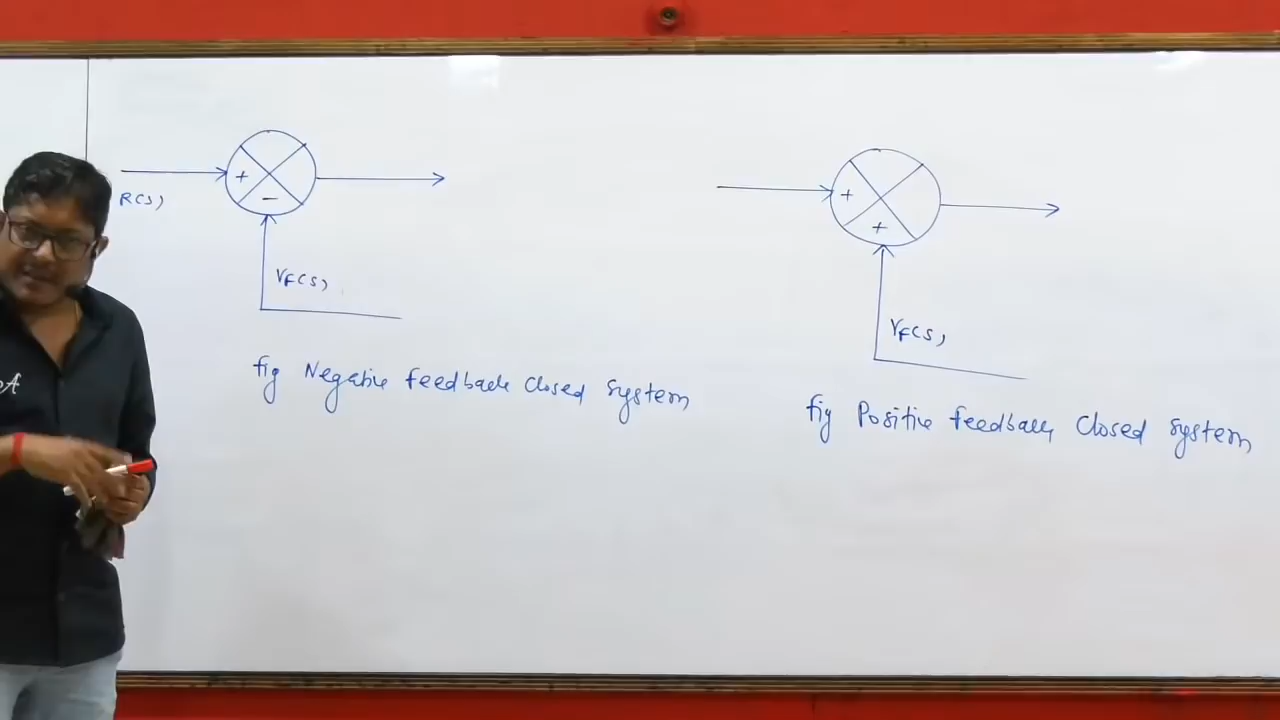 R(s)
+
−
YF(s)
fig Negative feedback closed system
+
+
YF(s)
fig Positive feedback closed system
A